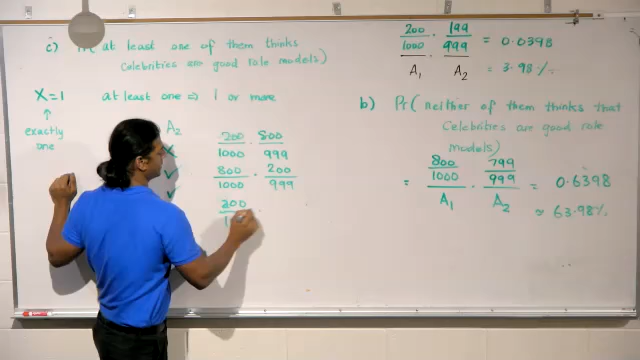 c) at least one of them thinks
Celebrities are good role models)
X=1 at least one => 1 or more
↑
exactly
one
A2
✓
✓
200/1000 · 800/999
800/1000 · 200/999
200/1
200/1000 · 199/999 = 0.0398
A1 A2 = 3.98%
b) Pr( neither of them thinks that
Celebrities are good role
models)
= 800/1000 · 799/999 = 0.6398
A1 A2 ≈ 63.98%